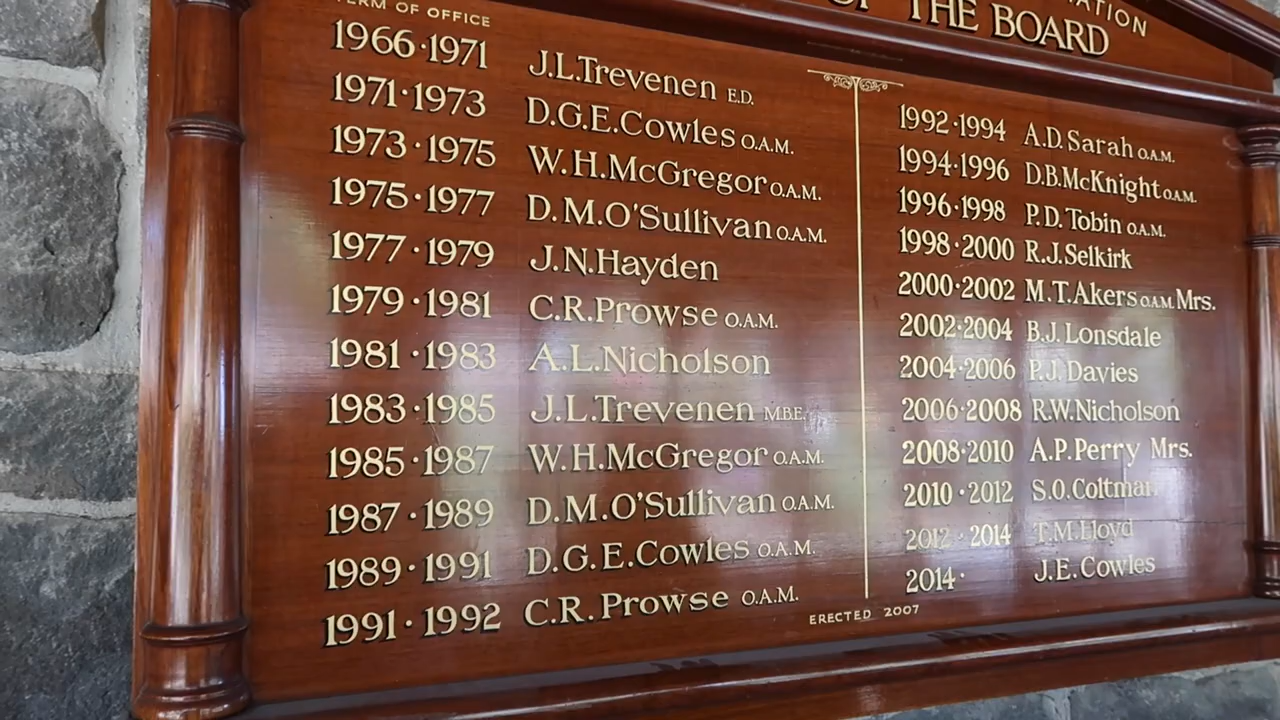 ATION
OF THE BOARD
TERM OF OFFICE
1966·1971 J.L.Trevenen E.D.
1971·1973 D.G.E.Cowles O.A.M.
1973·1975 W.H.McGregor O.A.M.
1975·1977 D.M.O'Sullivan O.A.M.
1977·1979 J.N.Hayden
1979·1981 C.R.Prowse O.A.M.
1981·1983 A.L.Nicholson
1983·1985 J.L.Trevenen M.B.E.
1985·1987 W.H.McGregor O.A.M.
1987·1989 D.M.O'Sullivan O.A.M.
1989·1991 D.G.E.Cowles O.A.M.
1991·1992 C.R.Prowse O.A.M.
1992·1994 A.D.Sarah O.A.M.
1994·1996 D.B.McKnight O.A.M.
1996·1998 P.D.Tobin O.A.M.
1998·2000 R.J.Selkirk
2000·2002 M.T.Akers O.A.M. Mrs.
2002·2004 B.J.Lonsdale
2004·2006 P.J.Davies
2006·2008 R.W.Nicholson
2008·2010 A.P.Perry Mrs.
2010·2012 S.O.Coltman
2012·2014 T.M.Lloyd
2014· J.E.Cowles
ERECTED 2007